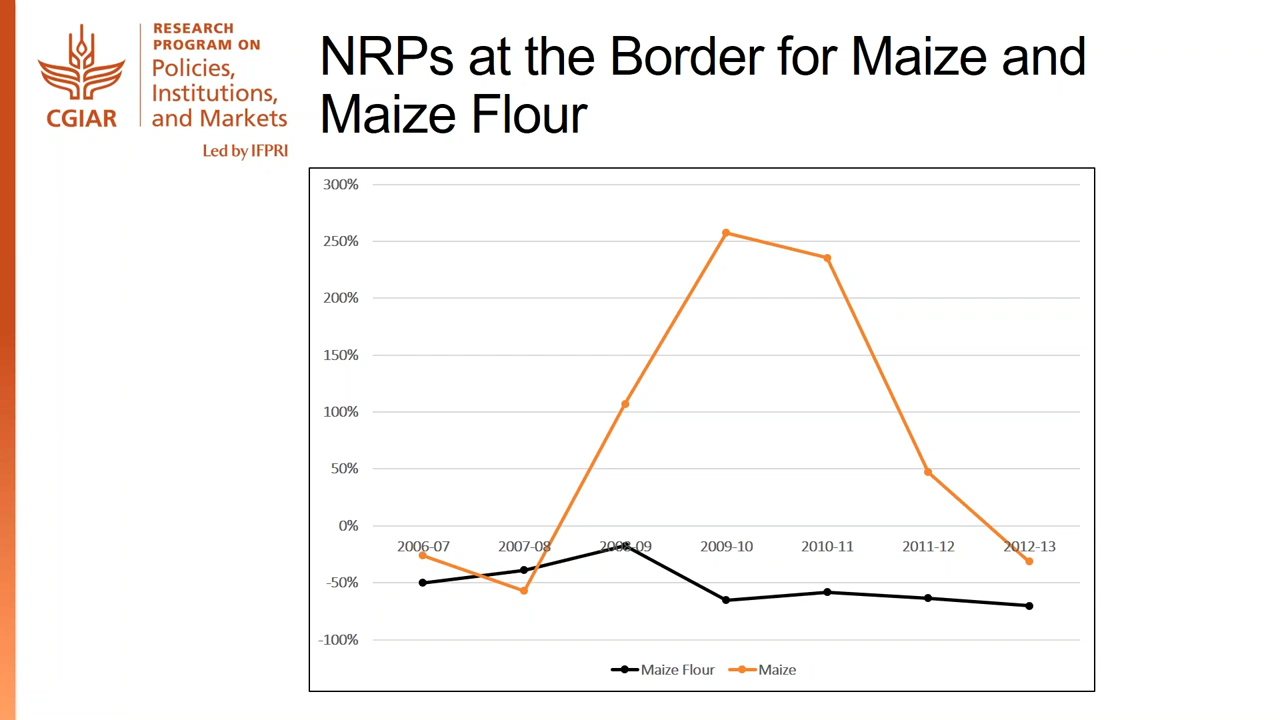 RESEARCH
PROGRAM ON
Policies,
Institutions,
and Markets
CGIAR
Led by IFPRI
NRPs at the Border for Maize and
Maize Flour
300%
250%
200%
150%
100%
50%
0%
-50%
-100%
2006-07 2007-08 2008-09 2009-10 2010-11 2011-12 2012-13
Maize Flour Maize